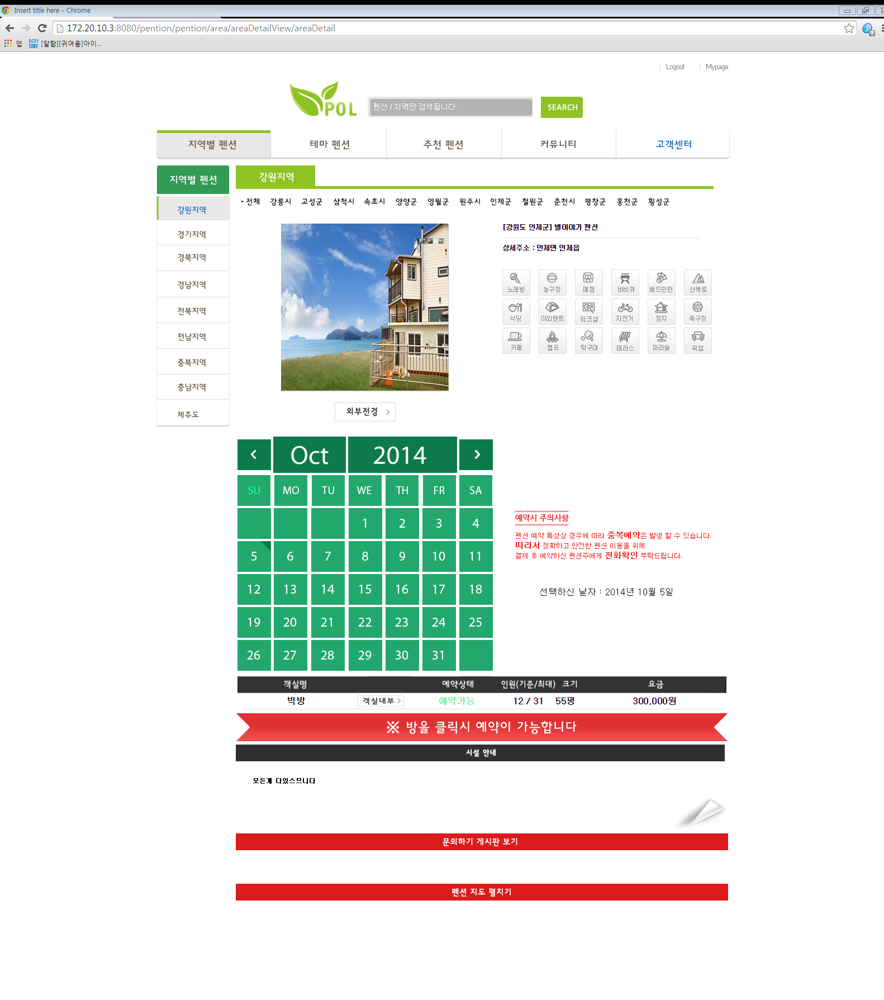 Insert title here - Chrome
172.20.10.3:8080/pention/pention/area/areaDetailView/areaDetail
앱 BGM STORE [알람][귀여움]아이...
Logout Mypage
POL 펜션 / 지역만 검색됩니다. SEARCH
지역별 펜션 테마 펜션 추천 펜션 커뮤니티 고객센터
지역별 펜션
강원지역
경기지역
경북지역
경남지역
전북지역
전남지역
충북지역
충남지역
제주도
강원지역
• 전체 강릉시 고성군 삼척시 속초시 양양군 영월군 원주시 인제군 철원군 춘천시 평창군 홍천군 횡성군
[강원도 인제군] 별이야기 팬션
상세주소 : 인제면 인제읍
노래방 농구장 매점 바비큐 배드민턴 산책로
식당 야외텐트 워크샵 자전거 정자 족구장
카페 캠프 탁구대 테라스 파라솔 픽업
외부전경
Oct 2014
SU MO TU WE TH FR SA
1 2 3 4
5 6 7 8 9 10 11
12 13 14 15 16 17 18
19 20 21 22 23 24 25
26 27 28 29 30 31
예약시 주의사항
펜션 예약 특성상 경우에 따라 중복예약은 발생 할 수 있습니다.
따라서 정확하고 안전한 펜션 이용을 위해
결제 후 예약하신 펜션주에게 전화확인 부탁드립니다.
선택하신 날자 : 2014년 10월 5일
객실명 예약상태 인원(기준/최대) 크기 요금
빅방 객실내부 예약가능 12 / 31 55평 300,000원
※ 방을 클릭시 예약이 가능합니다
시설 안내
모든게 다있스므니다
문의하기 게시판 보기
펜션 지도 펼치기